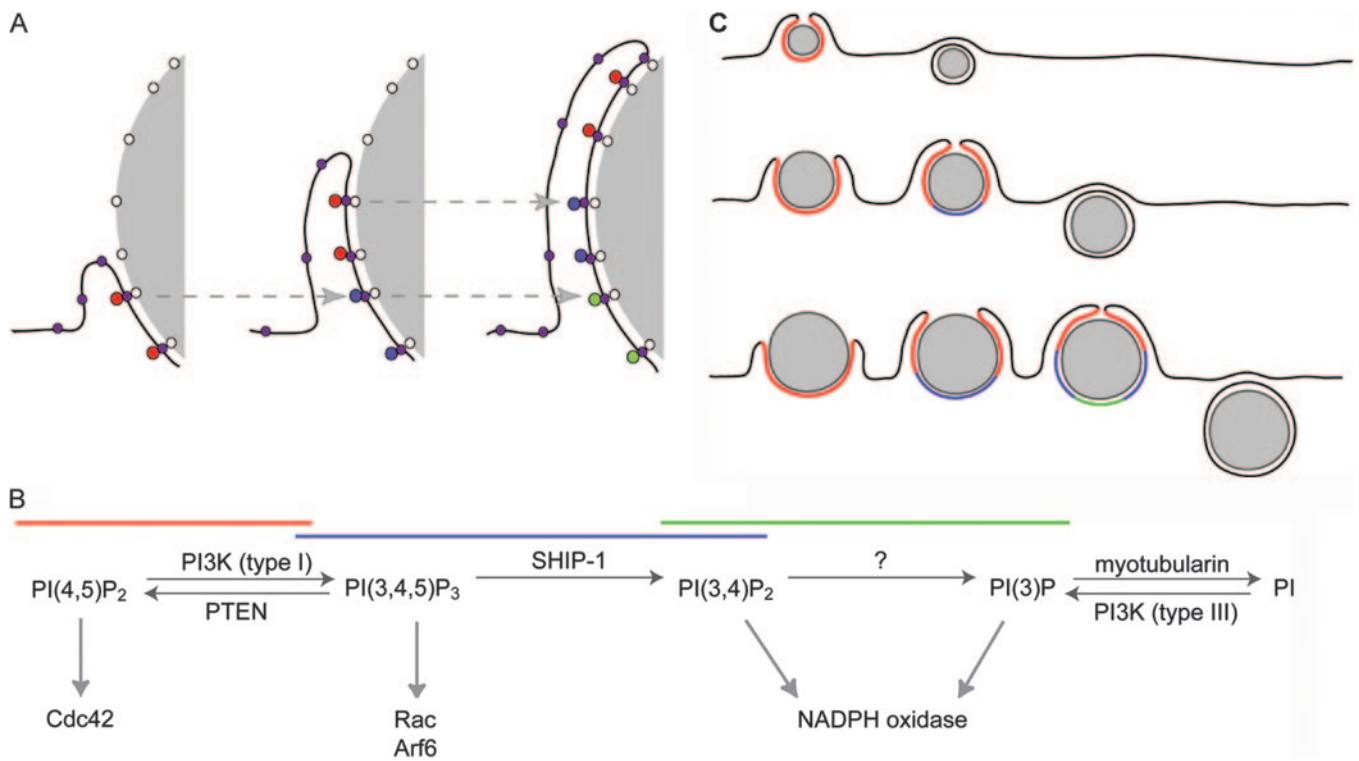 A
C
B
PI3K (type I)
SHIP-1
?
myotubularin
PI(4,5)P₂
PI(3,4,5)P₃
PI(3,4)P₂
PI(3)P
PI
PTEN
PI3K (type III)
Cdc42
Rac
NADPH oxidase
Arf6